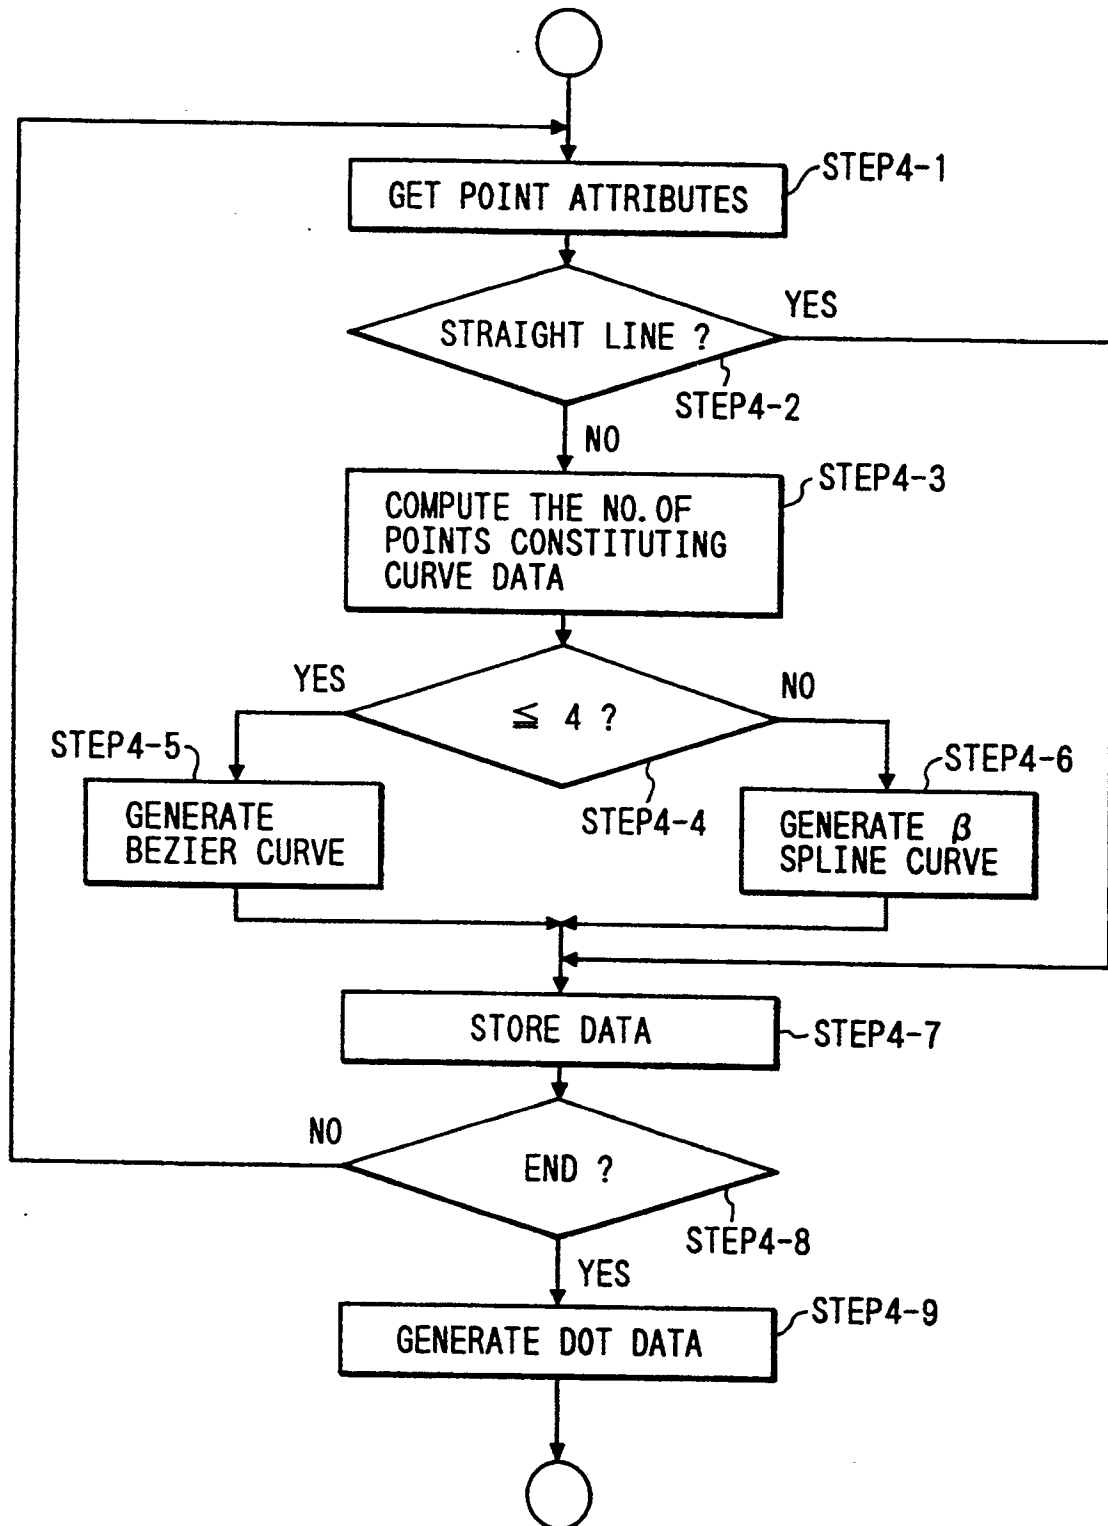 STEP4-1
GET POINT ATTRIBUTES
YES
STRAIGHT LINE ?
STEP4-2
NO
STEP4-3
COMPUTE THE NO. OF
POINTS CONSTITUTING
CURVE DATA
YES
NO
≦ 4 ?
STEP4-5
STEP4-6
STEP4-4
GENERATE
BEZIER CURVE
GENERATE β
SPLINE CURVE
STORE DATA
STEP4-7
NO
END ?
STEP4-8
YES
STEP4-9
GENERATE DOT DATA